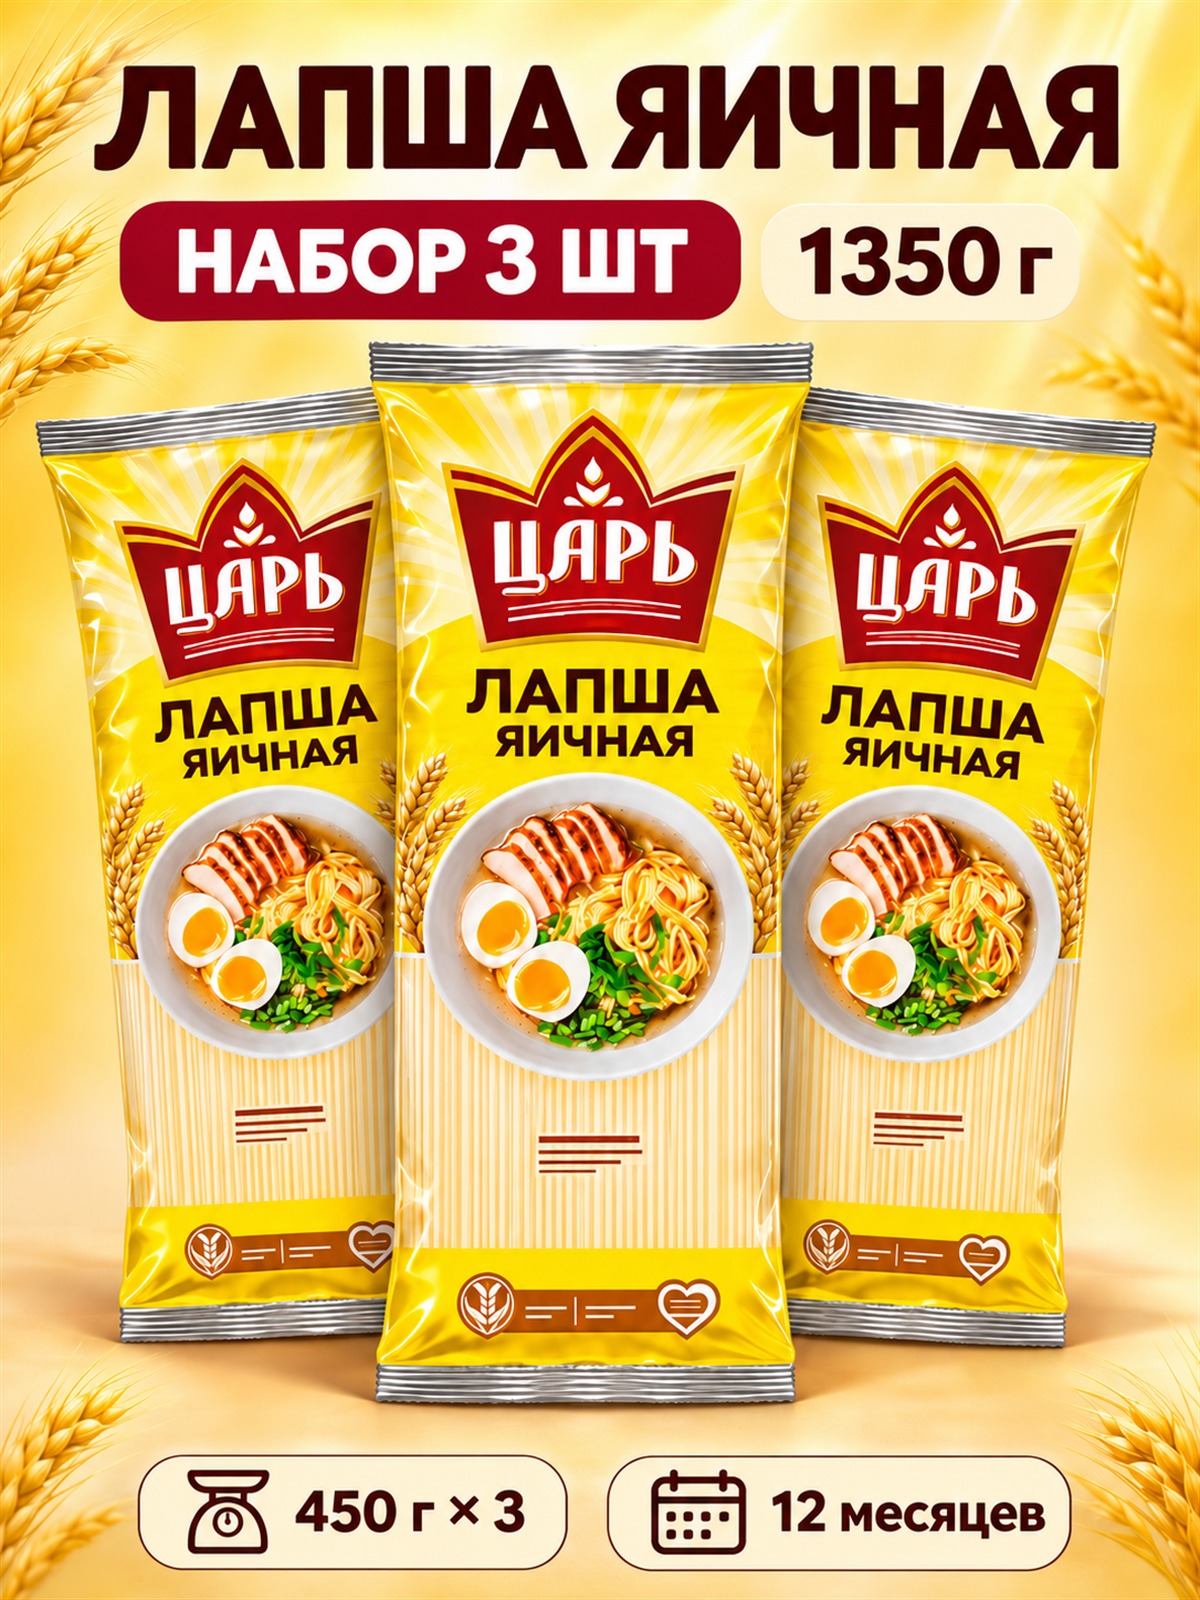 ЛАПША ЯИЧНАЯ
НАБОР 3 ШТ
1350 г
ЦАРЬ
ЛАПША
ЯИЧНАЯ
ЦАРЬ
ЛАПША
ЯИЧНАЯ
ЦАРЬ
ЛАПША
ЯИЧНАЯ
450 г × 3
12 месяцев